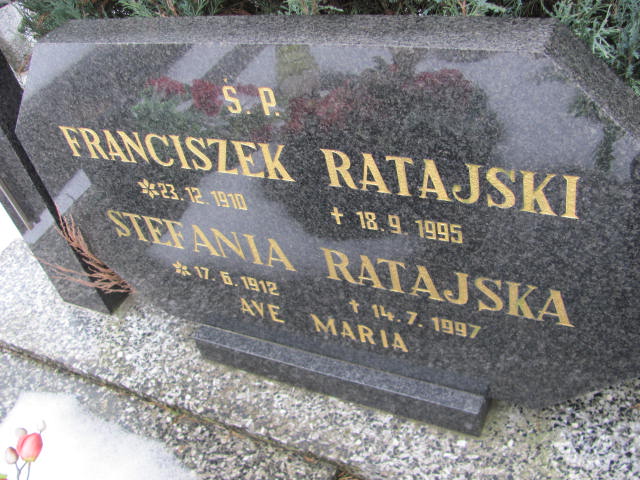 Ś. P.
FRANCISZEK RATAJSKI
23.12.1910 ✝ 18.9.1995
STEFANIA RATAJSKA
17.6.1912 ✝ 14.7.1997
AVE MARIA